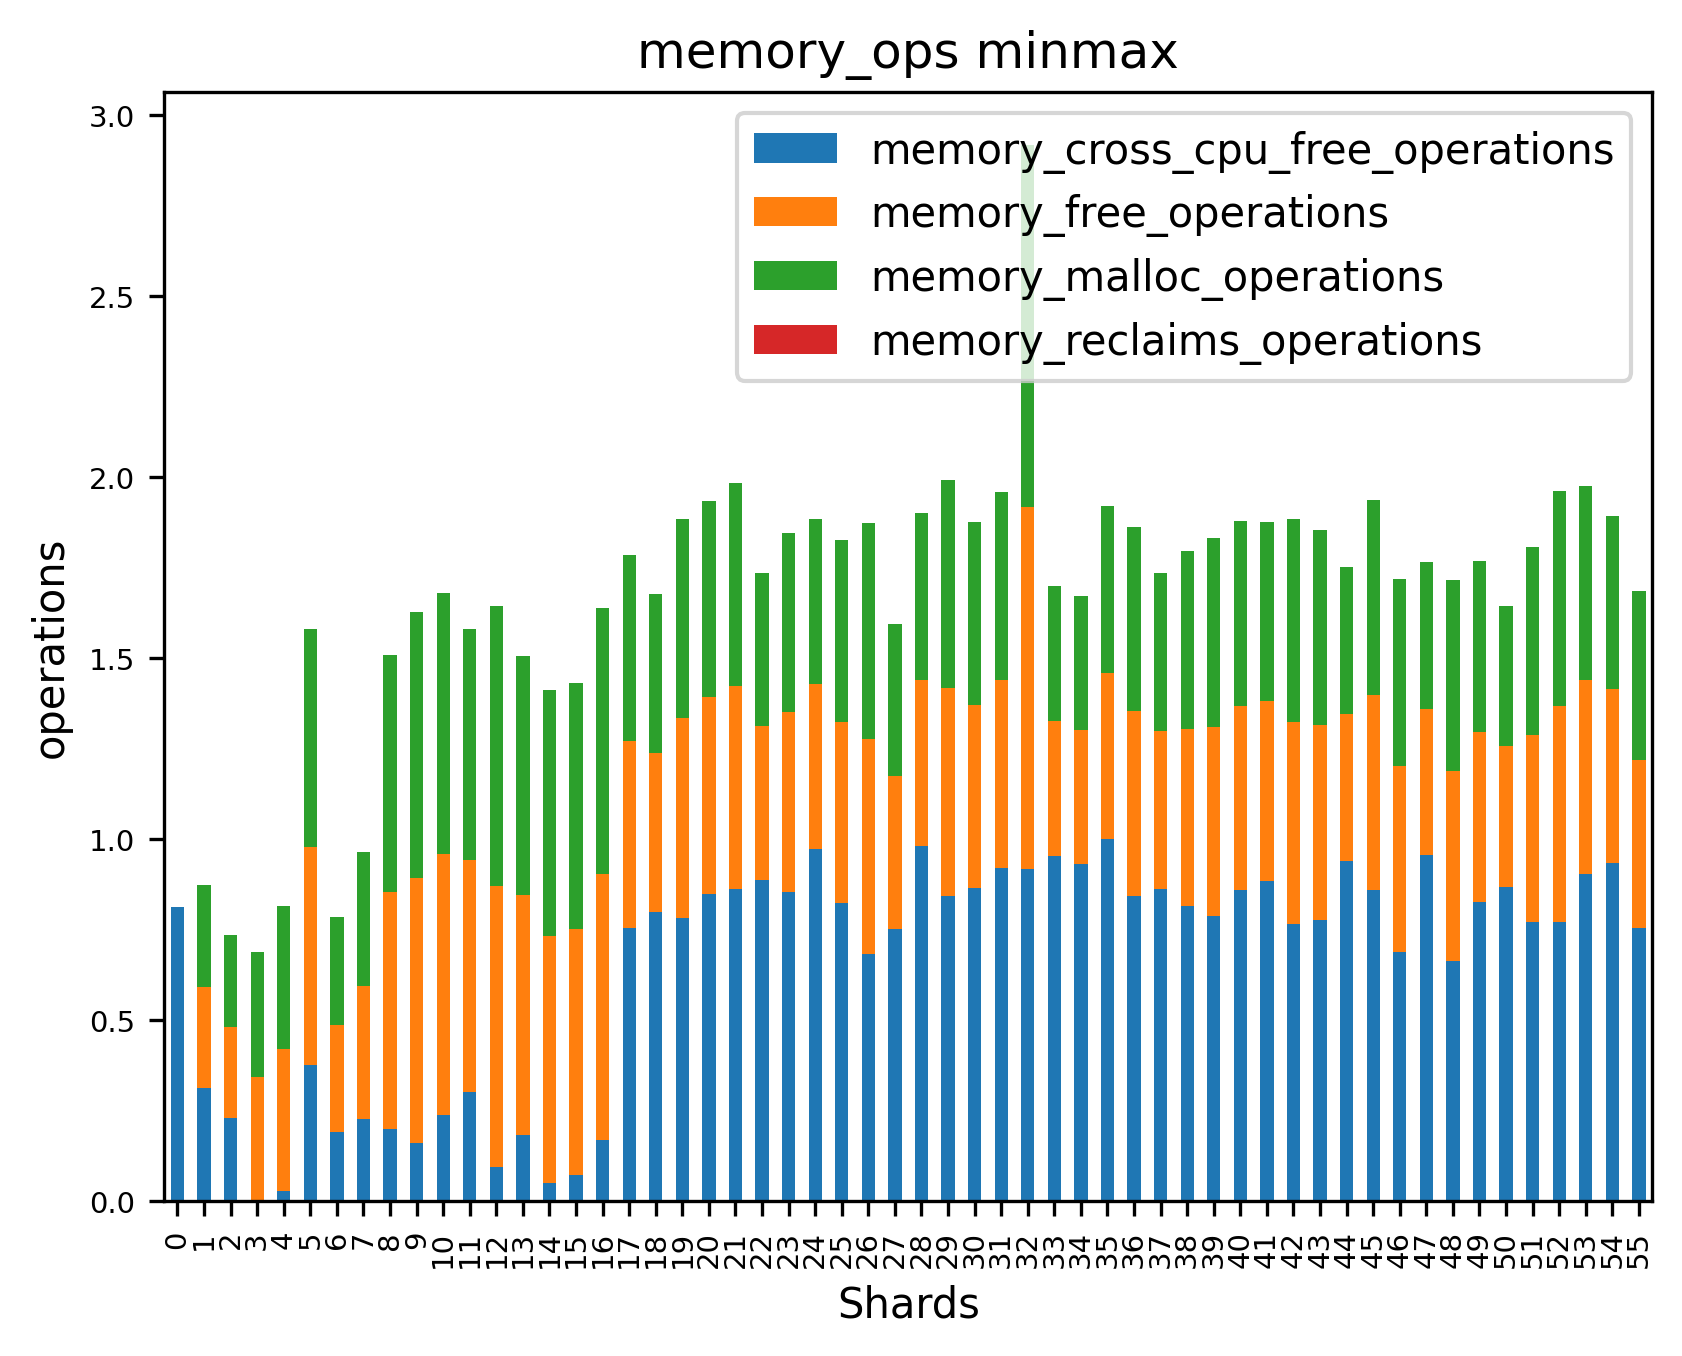 memory_ops minmax
3.0
2.5
2.0
1.5
1.0
0.5
0.0
operations
memory_cross_cpu_free_operations
memory_free_operations
memory_malloc_operations
memory_reclaims_operations
0 1 2 3 4 5 6 7 8 9 10 11 12 13 14 15 16 17 18 19 20 21 22 23 24 25 26 27 28 29 30 31 32 33 34 35 36 37 38 39 40 41 42 43 44 45 46 47 48 49 50 51 52 53 54 55
Shards